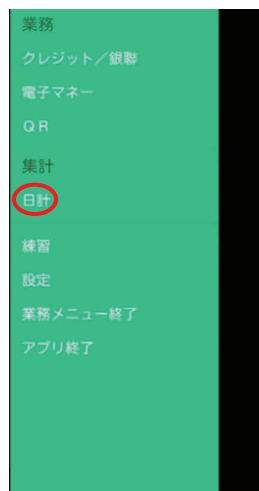 業務
クレジット／銀聯
電子マネー
ＱＲ
集計
日計
練習
設定
業務メニュー終了
アプリ終了